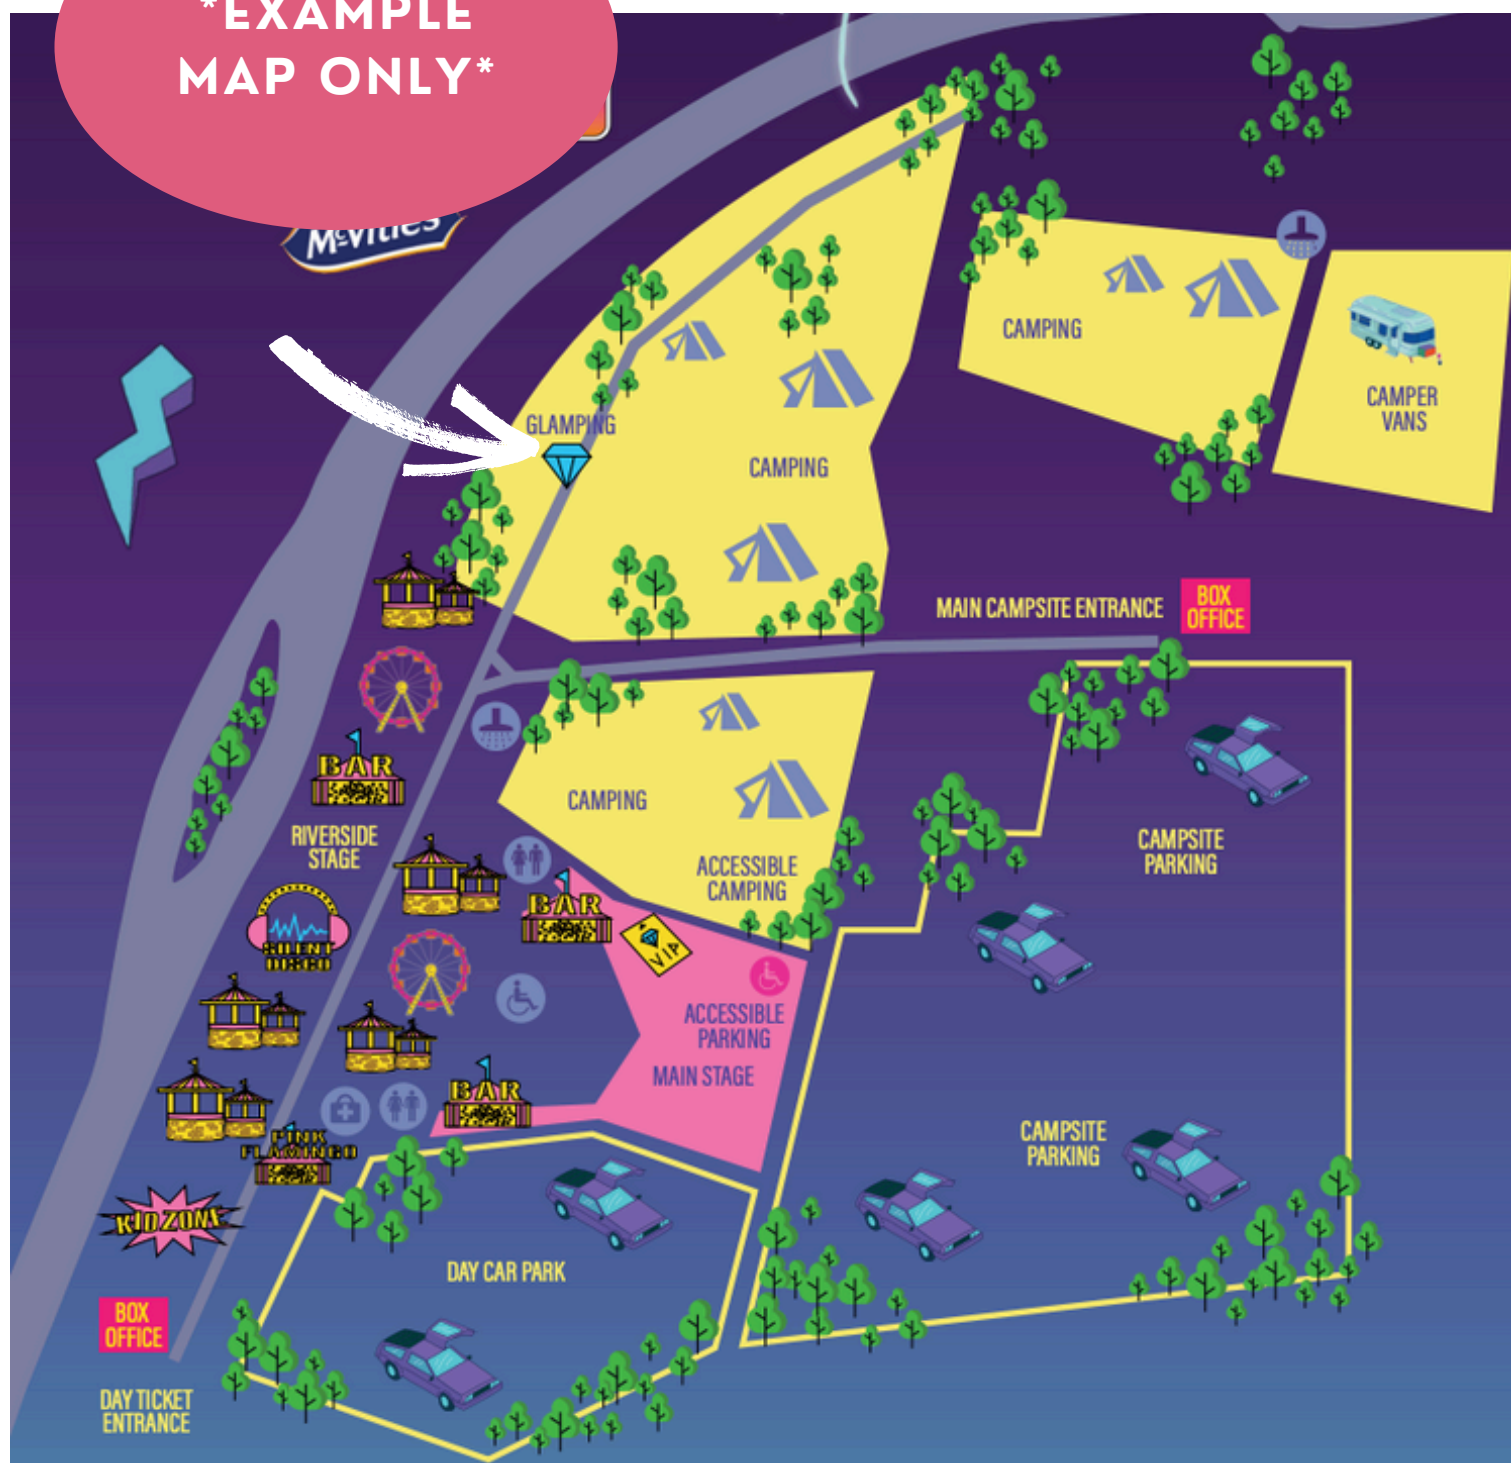 *EXAMPLE
MAP ONLY*
McVitie's
GLAMPING
CAMPING
CAMPING
CAMPER
VANS
MAIN CAMPSITE ENTRANCE
BOX
OFFICE
BAR
RIVERSIDE
STAGE
CAMPING
ACCESSIBLE
CAMPING
CAMPSITE
PARKING
BAR
VIP
SILENT
DISCO
ACCESSIBLE
PARKING
MAIN STAGE
BAR
CAMPSITE
PARKING
PINK
FLAMINGO
KIDZONE
DAY CAR PARK
BOX
OFFICE
DAY TICKET
ENTRANCE